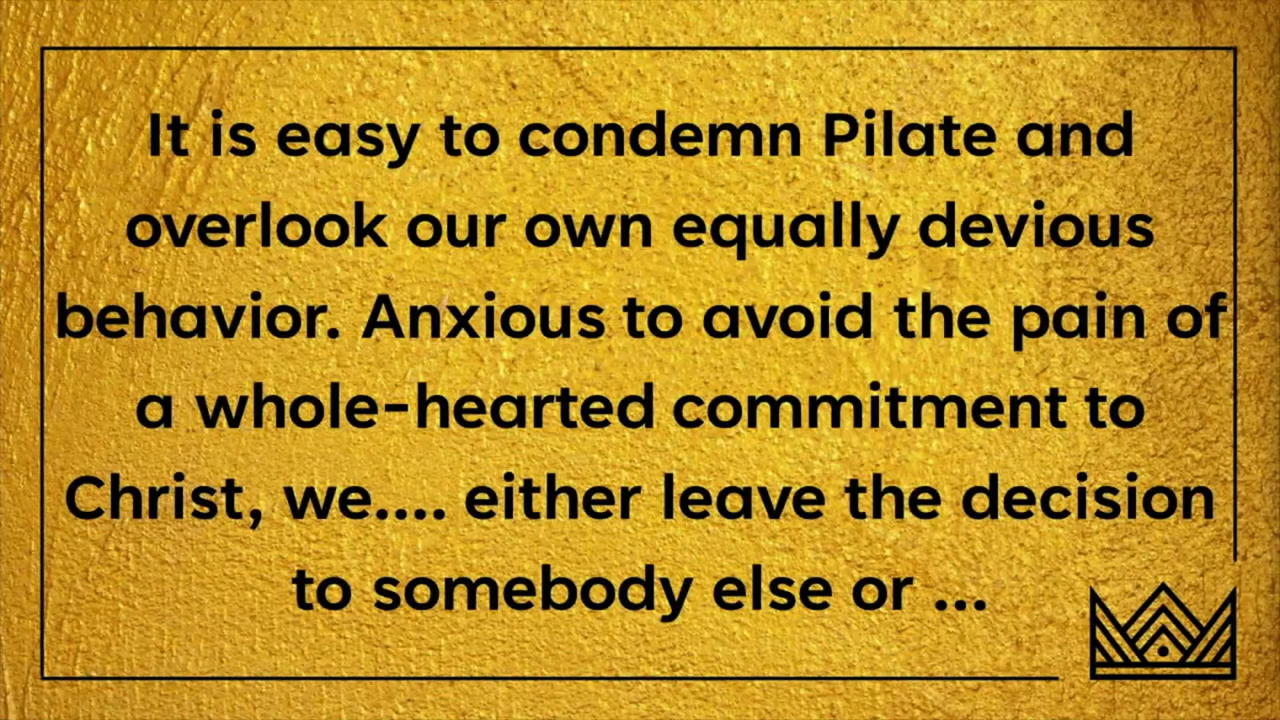 It is easy to condemn Pilate and
overlook our own equally devious
behavior. Anxious to avoid the pain of
a whole-hearted commitment to
Christ, we.... either leave the decision
to somebody else or ...